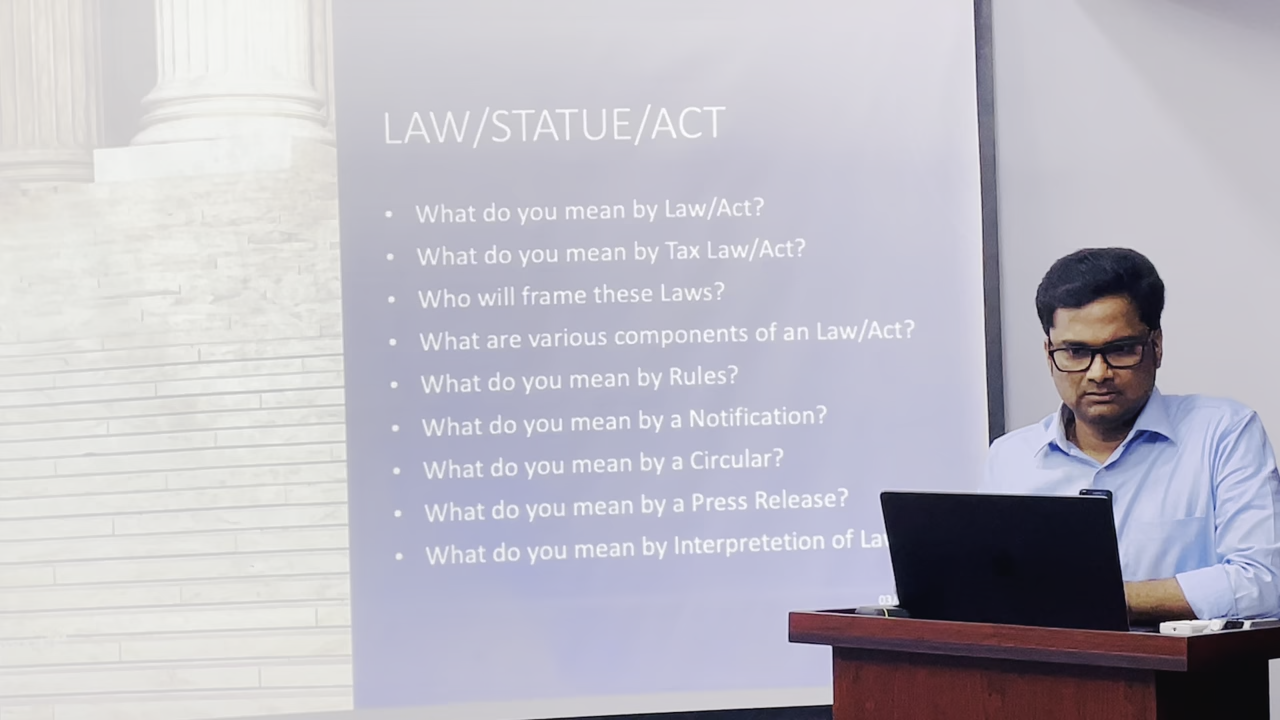 LAW/STATUE/ACT
• What do you mean by Law/Act?
• What do you mean by Tax Law/Act?
• Who will frame these Laws?
• What are various components of an Law/Act?
• What do you mean by Rules?
• What do you mean by a Notification?
• What do you mean by a Circular?
• What do you mean by a Press Release?
• What do you mean by Interpretetion of